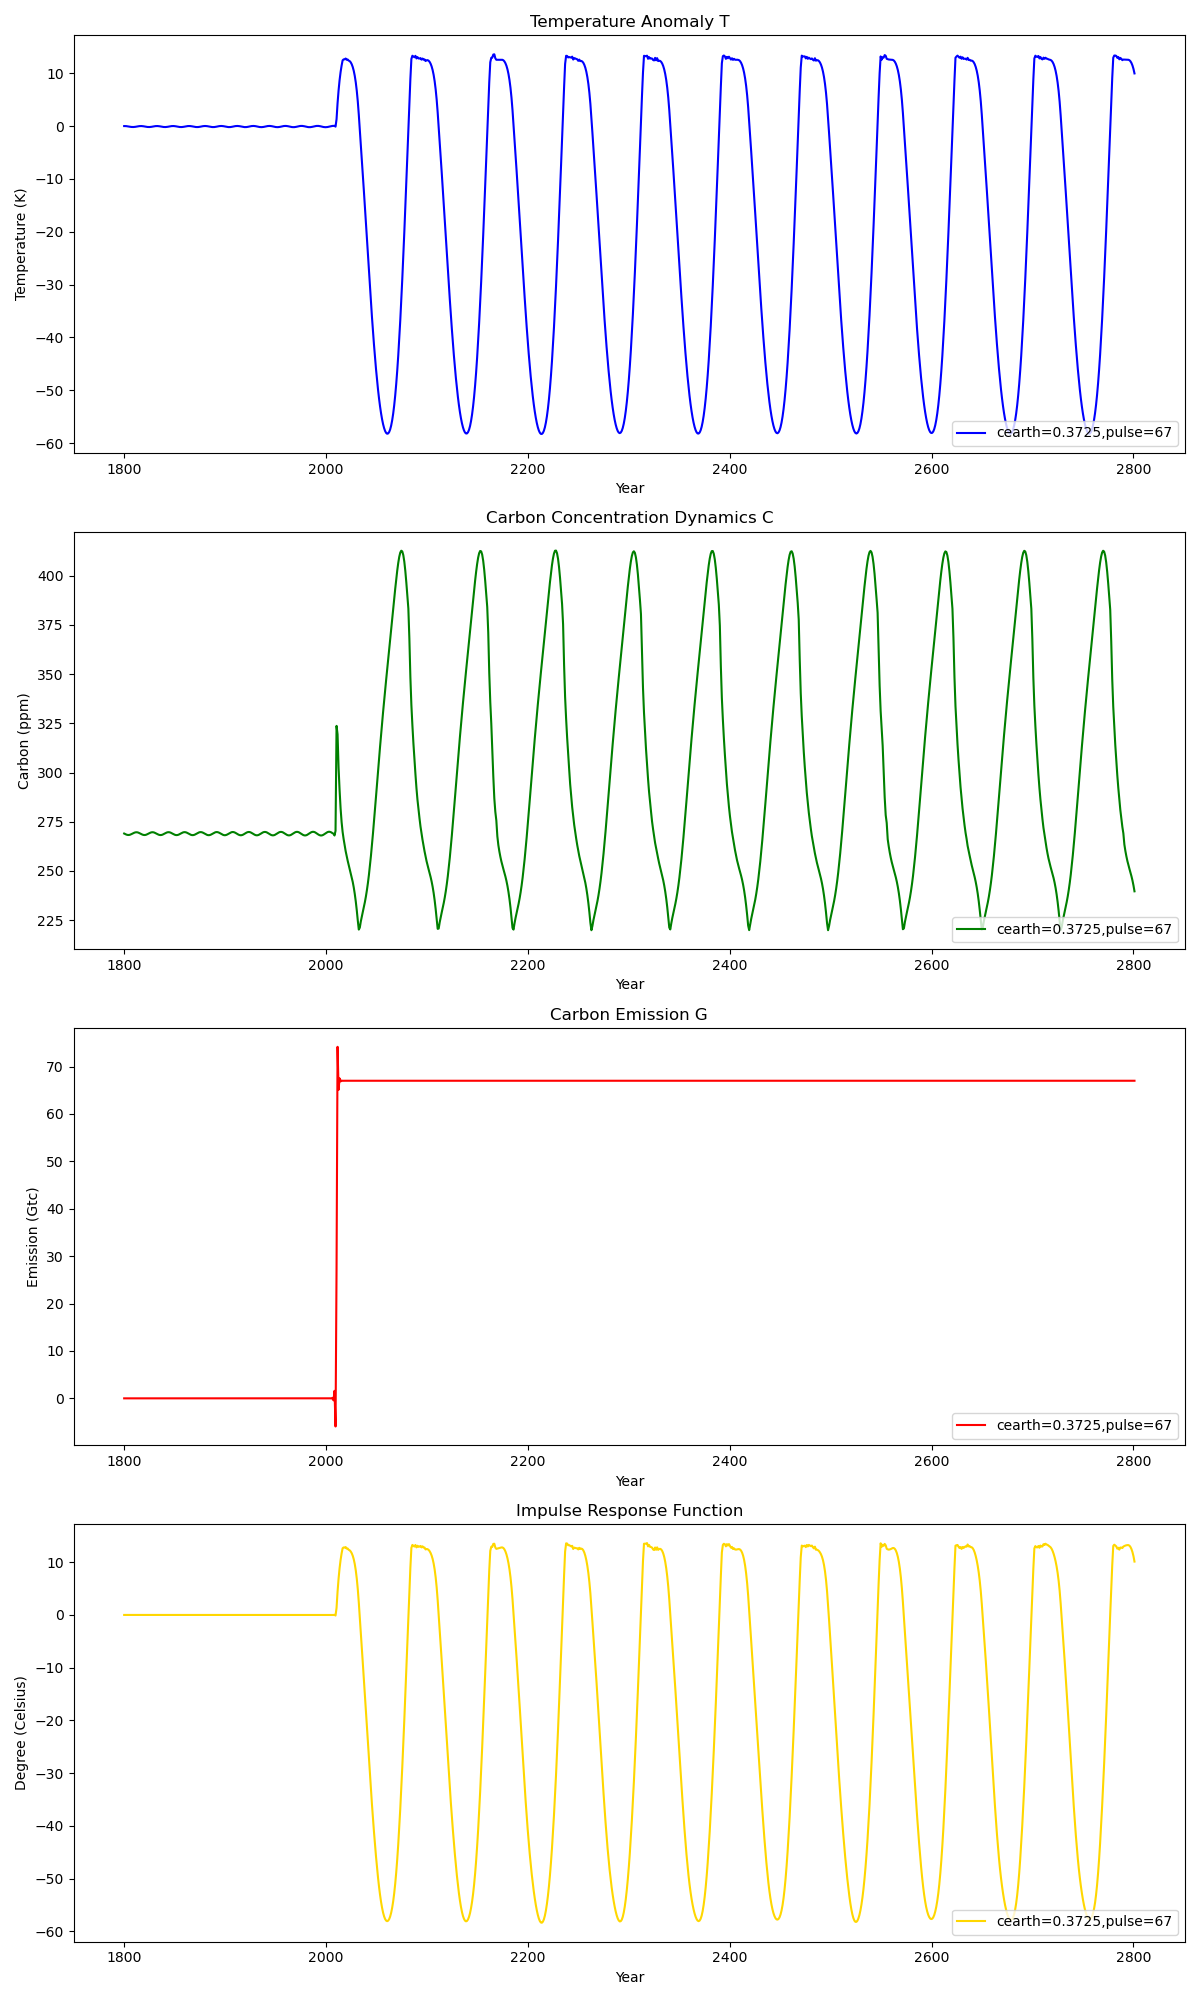 Temperature Anomaly T
10
0
−10
−20
−30
−40
−50
−60
Temperature (K)
cearth=0.3725,pulse=67
1800 2000 2200 2400 2600 2800
Year
Carbon Concentration Dynamics C
400
375
350
325
300
275
250
225
Carbon (ppm)
cearth=0.3725,pulse=67
1800 2000 2200 2400 2600 2800
Year
Carbon Emission G
70
60
50
40
30
20
10
0
Emission (Gtc)
cearth=0.3725,pulse=67
1800 2000 2200 2400 2600 2800
Year
Impulse Response Function
10
0
−10
−20
−30
−40
−50
−60
Degree (Celsius)
cearth=0.3725,pulse=67
1800 2000 2200 2400 2600 2800
Year